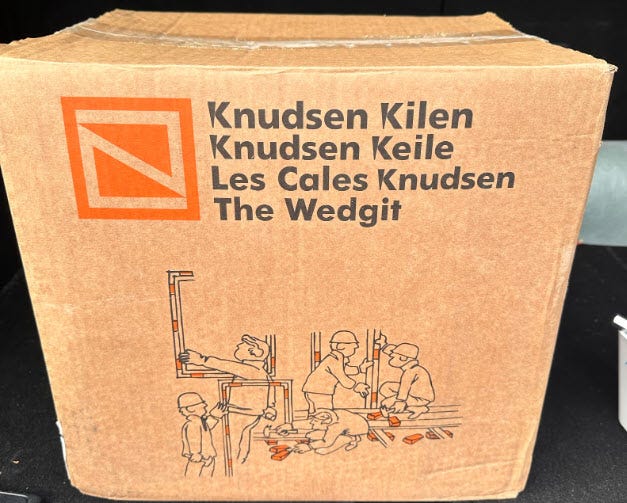 Knudsen Kilen
Knudsen Keile
Les Cales Knudsen
The Wedgit